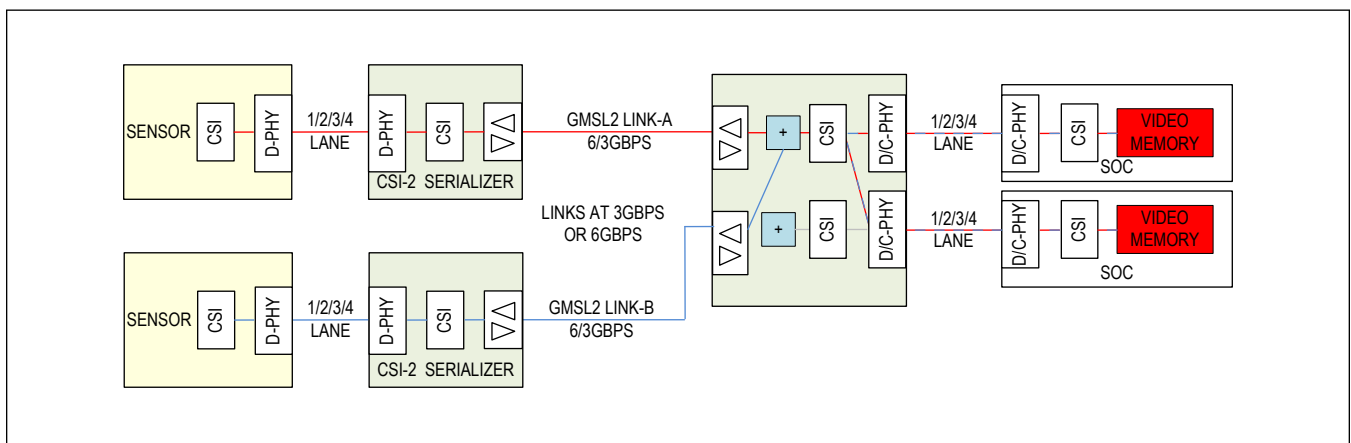 SENSOR
CSI
D-PHY
1/2/3/4
LANE
D-PHY
CSI
CSI-2 SERIALIZER
GMSL2 LINK-A
6/3GBPS
+
CSI
D/C-PHY
1/2/3/4
LANE
D/C-PHY
CSI
VIDEO
MEMORY
SOC
LINKS AT 3GBPS
OR 6GBPS
+
CSI
D/C-PHY
1/2/3/4
LANE
D/C-PHY
CSI
VIDEO
MEMORY
SOC
SENSOR
CSI
D-PHY
1/2/3/4
LANE
D-PHY
CSI
CSI-2 SERIALIZER
GMSL2 LINK-B
6/3GBPS